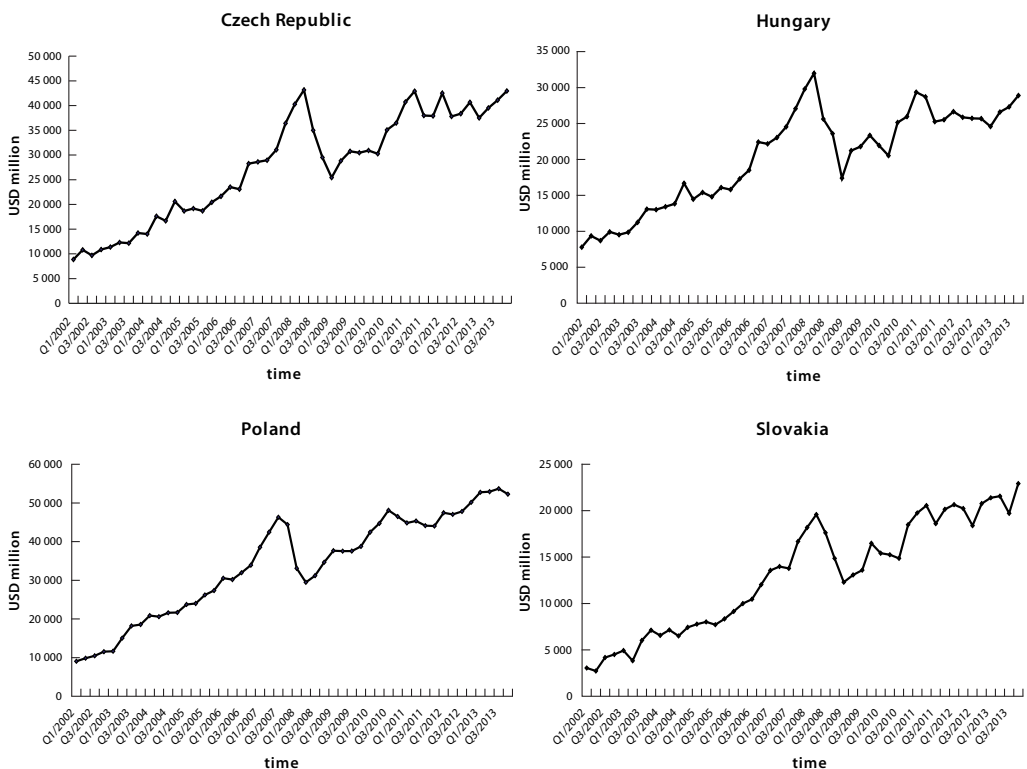 Czech Republic
50 000
45 000
40 000
35 000
30 000
25 000
20 000
15 000
10 000
5 000
0
USD million
Q1/2002
Q3/2002
Q1/2003
Q3/2003
Q1/2004
Q3/2004
Q1/2005
Q3/2005
Q1/2006
Q3/2006
Q1/2007
Q3/2007
Q1/2008
Q3/2008
Q1/2009
Q3/2009
Q1/2010
Q3/2010
Q1/2011
Q3/2011
Q1/2012
Q3/2012
Q1/2013
Q3/2013
time
Hungary
35 000
30 000
25 000
20 000
15 000
10 000
5 000
0
USD million
Q1/2002
Q3/2002
Q1/2003
Q3/2003
Q1/2004
Q3/2004
Q1/2005
Q3/2005
Q1/2006
Q3/2006
Q1/2007
Q3/2007
Q1/2008
Q3/2008
Q1/2009
Q3/2009
Q1/2010
Q3/2010
Q1/2011
Q3/2011
Q1/2012
Q3/2012
Q1/2013
Q3/2013
time
Poland
60 000
50 000
40 000
30 000
20 000
10 000
0
USD million
Q1/2002
Q3/2002
Q1/2003
Q3/2003
Q1/2004
Q3/2004
Q1/2005
Q3/2005
Q1/2006
Q3/2006
Q1/2007
Q3/2007
Q1/2008
Q3/2008
Q1/2009
Q3/2009
Q1/2010
Q3/2010
Q1/2011
Q3/2011
Q1/2012
Q3/2012
Q1/2013
Q3/2013
time
Slovakia
25 000
20 000
15 000
10 000
5 000
0
USD million
Q1/2002
Q3/2002
Q1/2003
Q3/2003
Q1/2004
Q3/2004
Q1/2005
Q3/2005
Q1/2006
Q3/2006
Q1/2007
Q3/2007
Q1/2008
Q3/2008
Q1/2009
Q3/2009
Q1/2010
Q3/2010
Q1/2011
Q3/2011
Q1/2012
Q3/2012
Q1/2013
Q3/2013
time